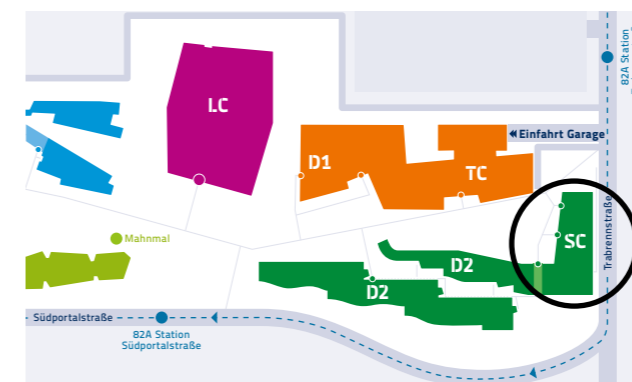 82A Station
LC
Einfahrt Garage
D1
TC
Trabrennstraße
SC
Mahnmal
D2
D2
Südportalstraße
82A Station
Südportalstraße